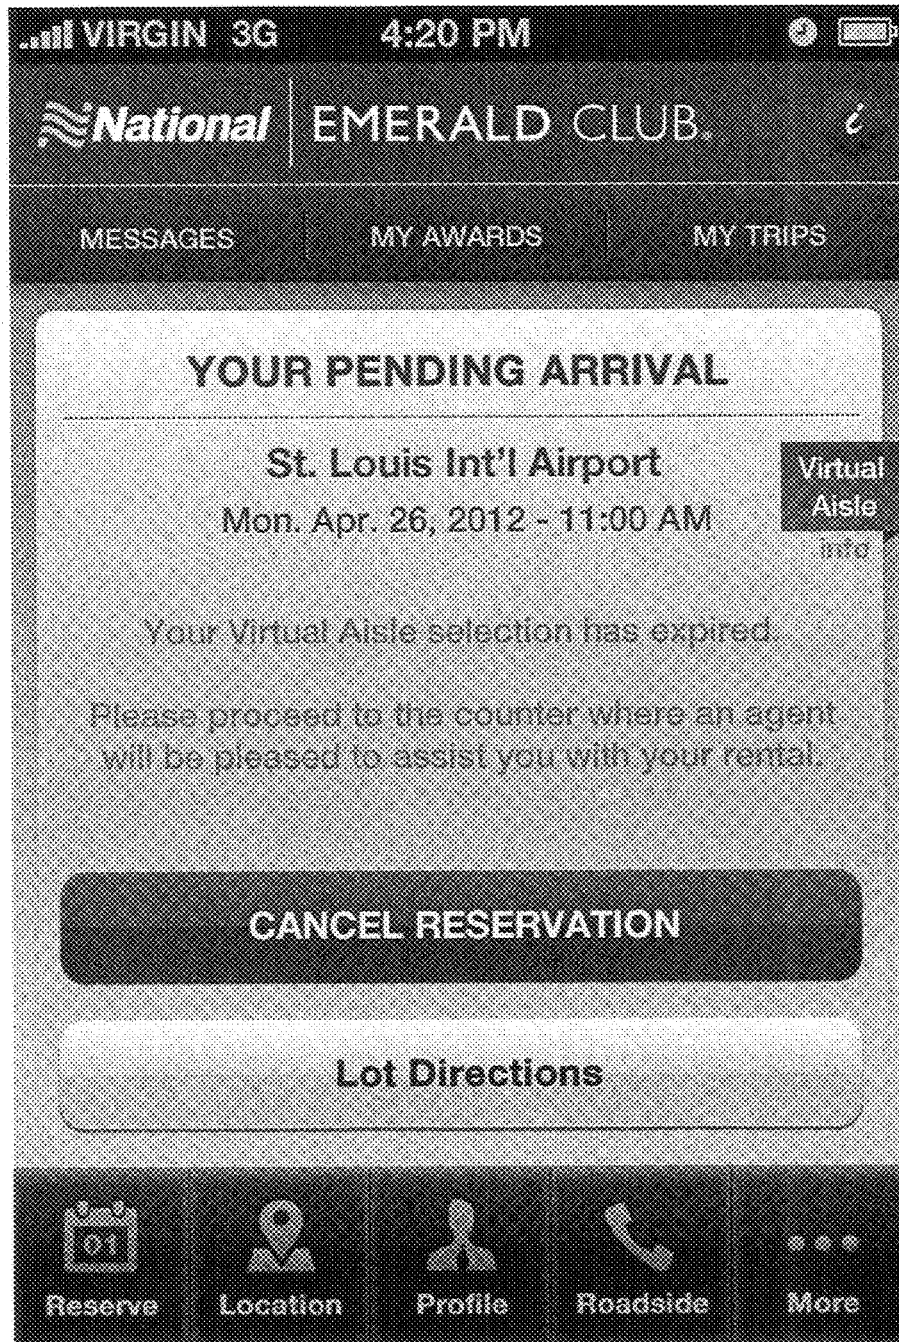 VIRGIN 3G 4:20 PM
National EMERALD CLUB. i
MESSAGES MY AWARDS MY TRIPS
YOUR PENDING ARRIVAL
St. Louis Int'l Airport
Mon. Apr. 26, 2012 - 11:00 AM
Virtual
Aisle
info
Your Virtual Aisle selection has expired.
Please proceed to the counter where an agent
will be pleased to assist you with your rental.
CANCEL RESERVATION
Lot Directions
01
Reserve Location Profile Roadside More